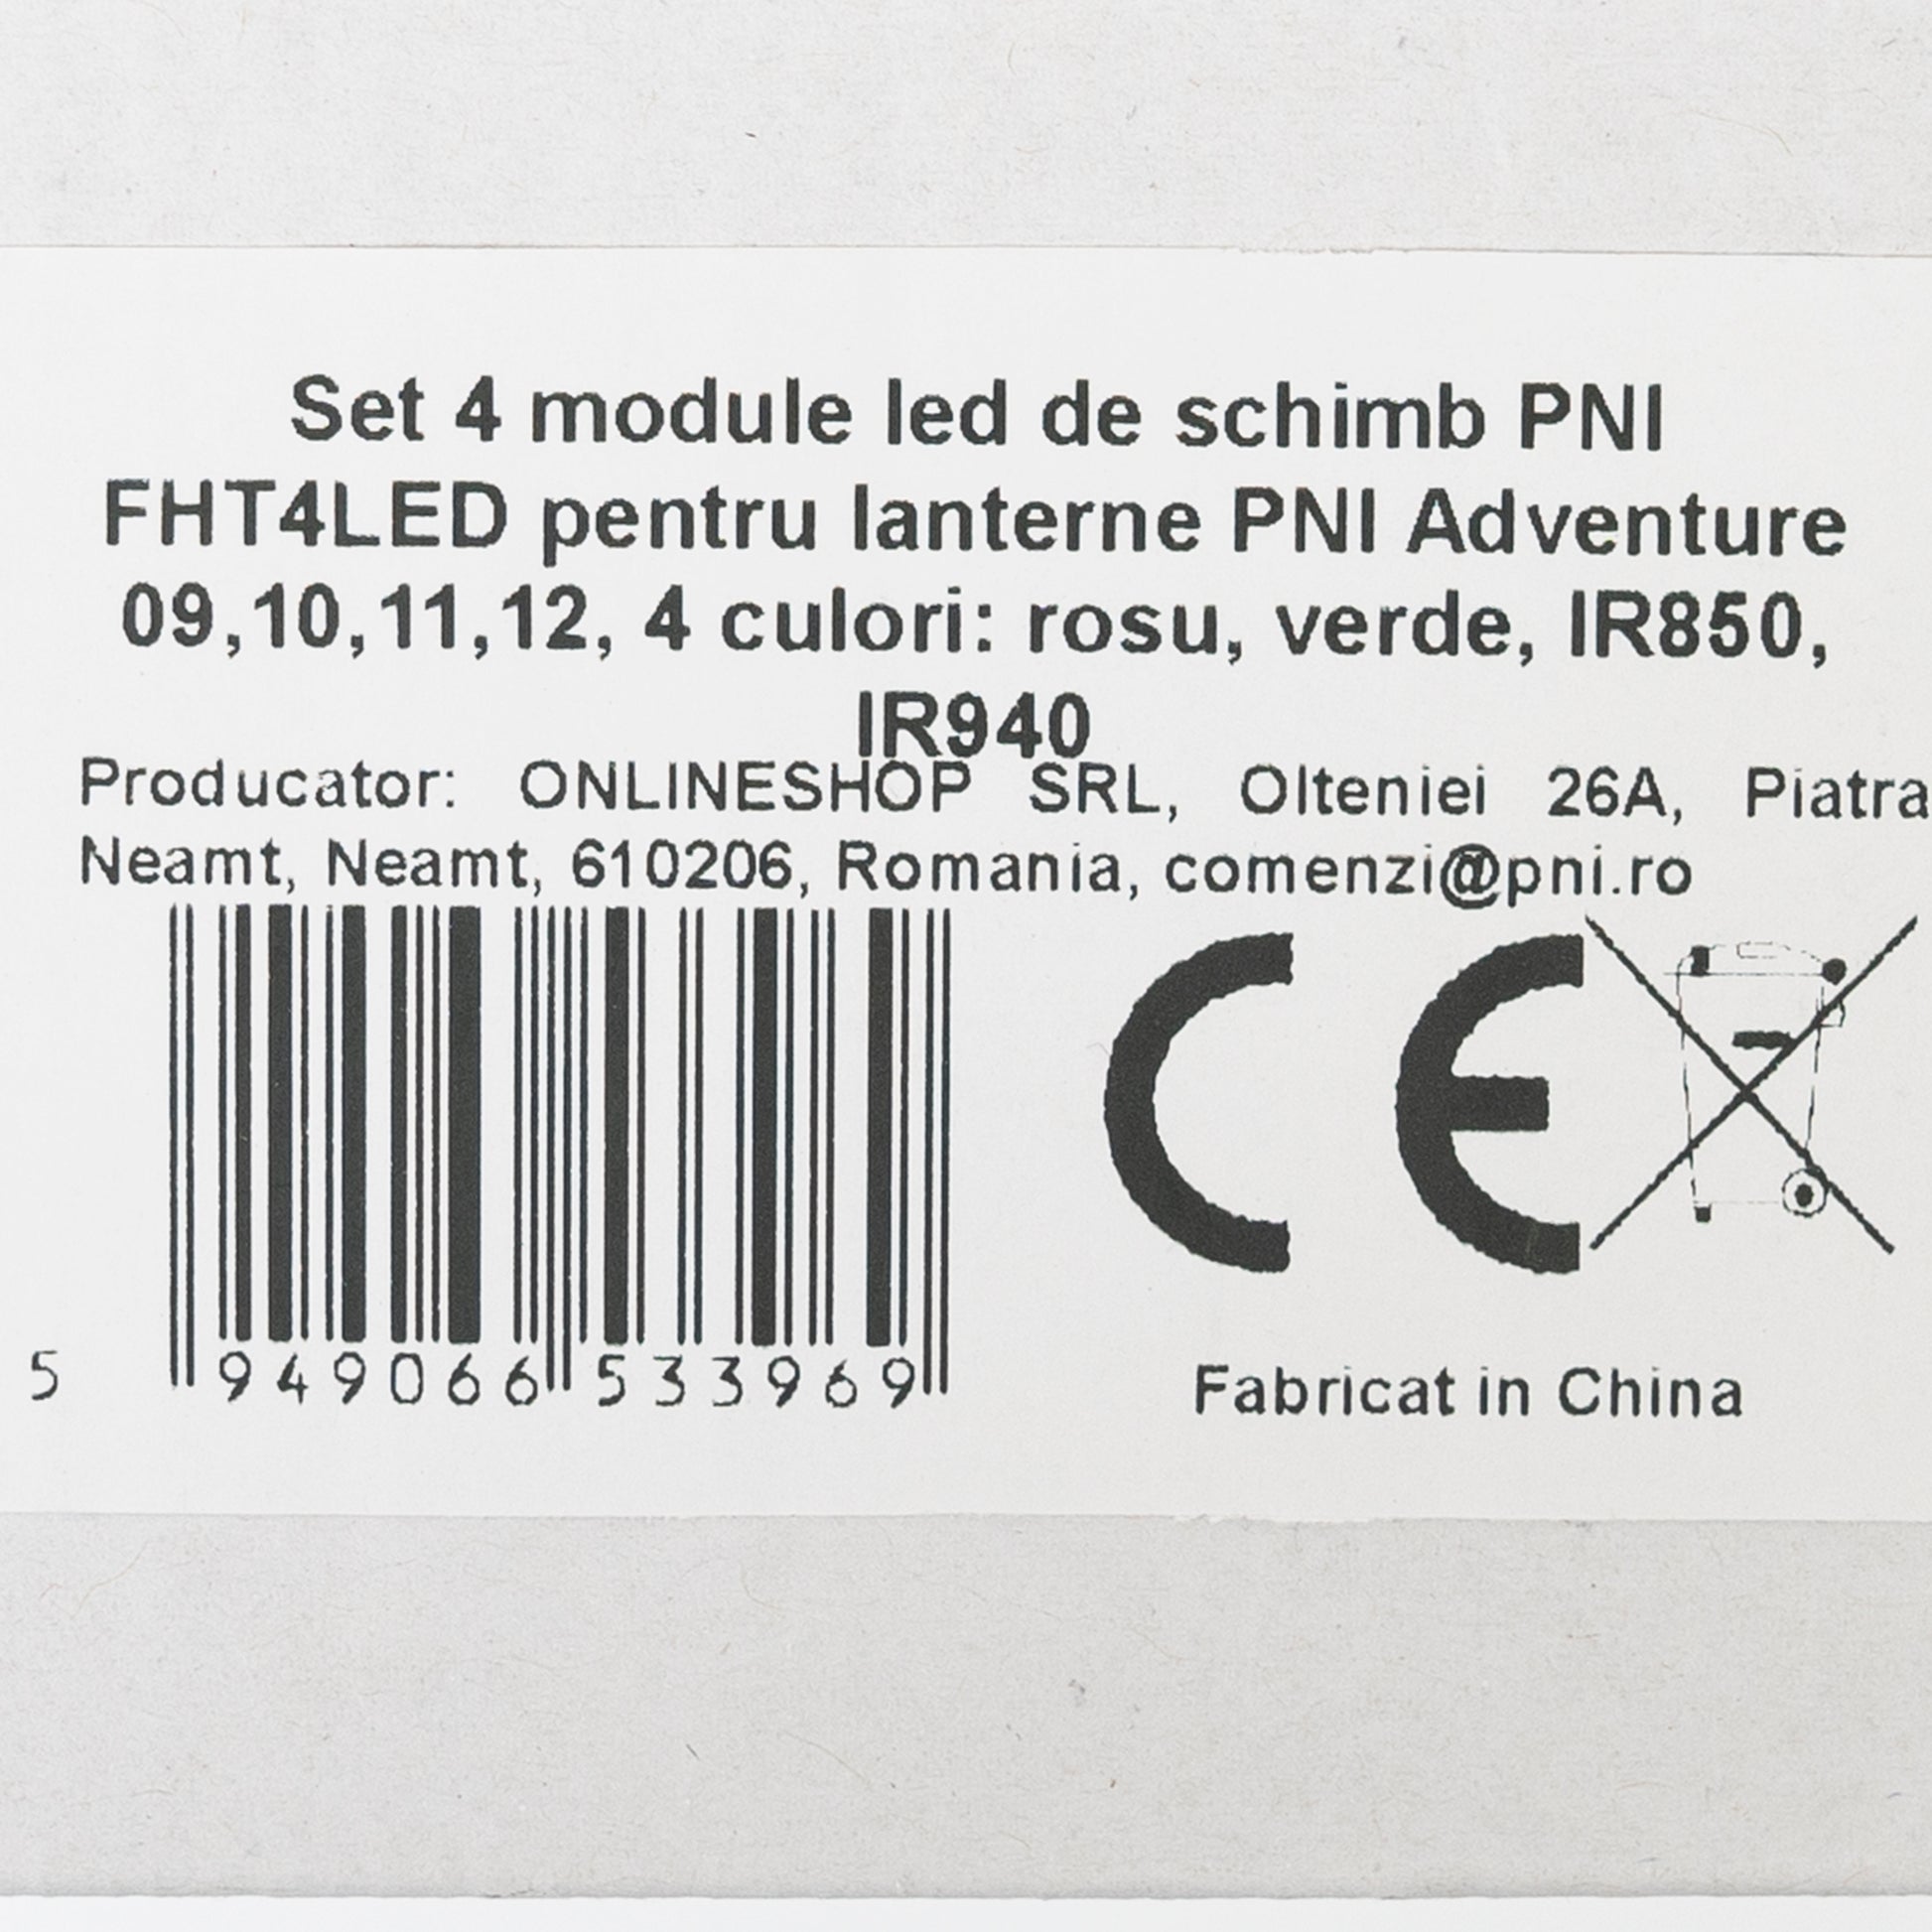 Set 4 module led de schimb PNI
FHT4LED pentru lanterne PNI Adventure
09,10,11,12, 4 culori: rosu, verde, IR850,
IR940
Producator: ONLINESHOP SRL, Olteniei 26A, Piatra
Neamt, Neamt, 610206, Romania, comenzi@pni.ro
CE
5 949066 533969
Fabricat in China